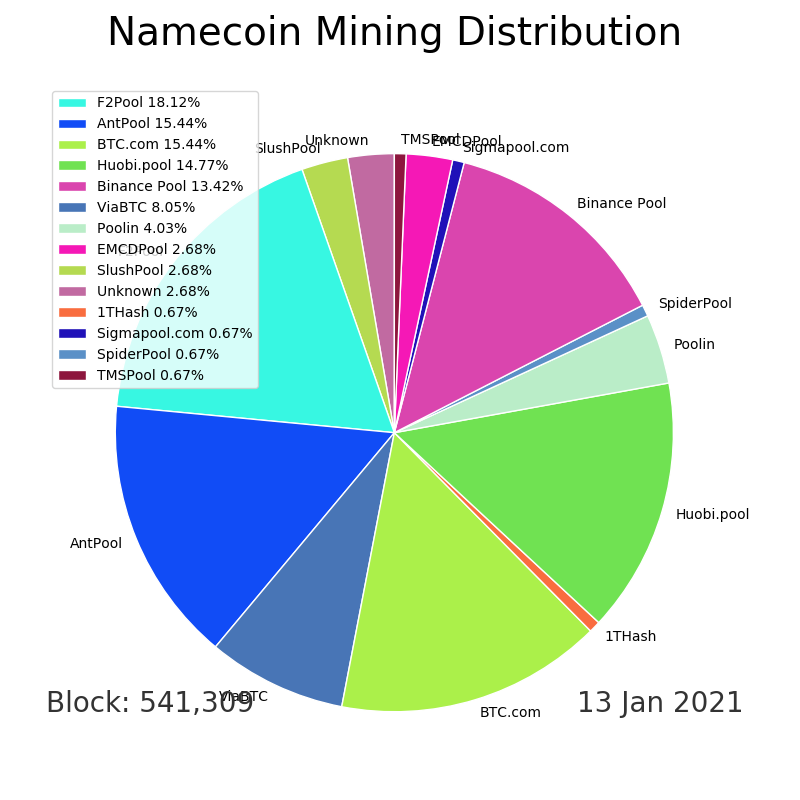 Namecoin Mining Distribution
F2Pool 18.12%
AntPool 15.44%
BTC.com 15.44%
Huobi.pool 14.77%
Binance Pool 13.42%
ViaBTC 8.05%
Poolin 4.03%
EMCDPool 2.68%
SlushPool 2.68%
Unknown 2.68%
1THash 0.67%
Sigmapool.com 0.67%
SpiderPool 0.67%
TMSPool 0.67%
SlushPool
Unknown
TMSPool
EMCDPool
Sigmapool.com
Binance Pool
SpiderPool
Poolin
Huobi.pool
1THash
BTC.com
ViaBTC
AntPool
Block: 541,309
13 Jan 2021